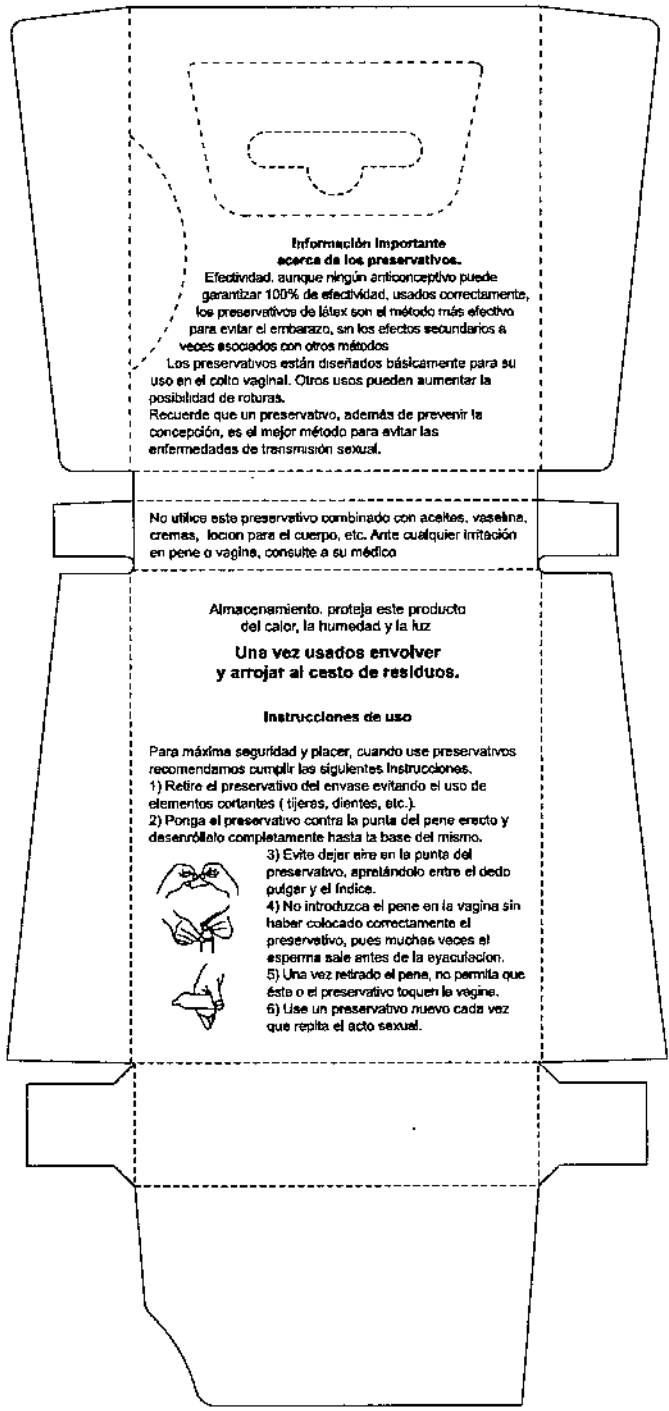 Información Importante
acerca de los preservativos.
Efectividad, aunque ningún anticonceptivo puede
garantizar 100% de efectividad, usados correctamente,
los preservativos de látex son el método más efectivo
para evitar el embarazo, sin los efectos secundarios a
veces asociados con otros métodos
Los preservativos están diseñados básicamente para su
uso en el coito vaginal. Otros usos pueden aumentar la
posibilidad de roturas.
Recuerde que un preservativo, además de prevenir la
concepción, es el mejor método para evitar las
enfermedades de transmisión sexual.
No utilice este preservativo combinado con aceites, vaselina,
cremas, locion para el cuerpo, etc. Ante cualquier irritación
en pene o vagina, consulte a su médico
Almacenamiento, proteja este producto
del calor, la humedad y la luz
Una vez usados envolver
y arrojar al cesto de residuos.
Instrucciones de uso
Para máxima seguridad y placer, cuando use preservativos
recomendamos cumplir las siguientes Instrucciones.
1) Retire el preservativo del envase evitando el uso de
elementos cortantes ( tijeras, dientes, etc.).
2) Ponga el preservativo contra la punta del pene erecto y
desenróllelo completamente hasta la base del mismo.
3) Evite dejar aire en la punta del
preservativo, apretándolo entre el dedo
pulgar y el índice.
4) No introduzca el pene en la vagina sin
haber colocado correctamente el
preservativo, pues muchas veces el
esperma sale antes de la eyaculacion.
5) Una vez retirado el pene, no permita que
éste o el preservativo toquen la vagina.
6) Use un preservativo nuevo cada vez
que repita el acto sexual.